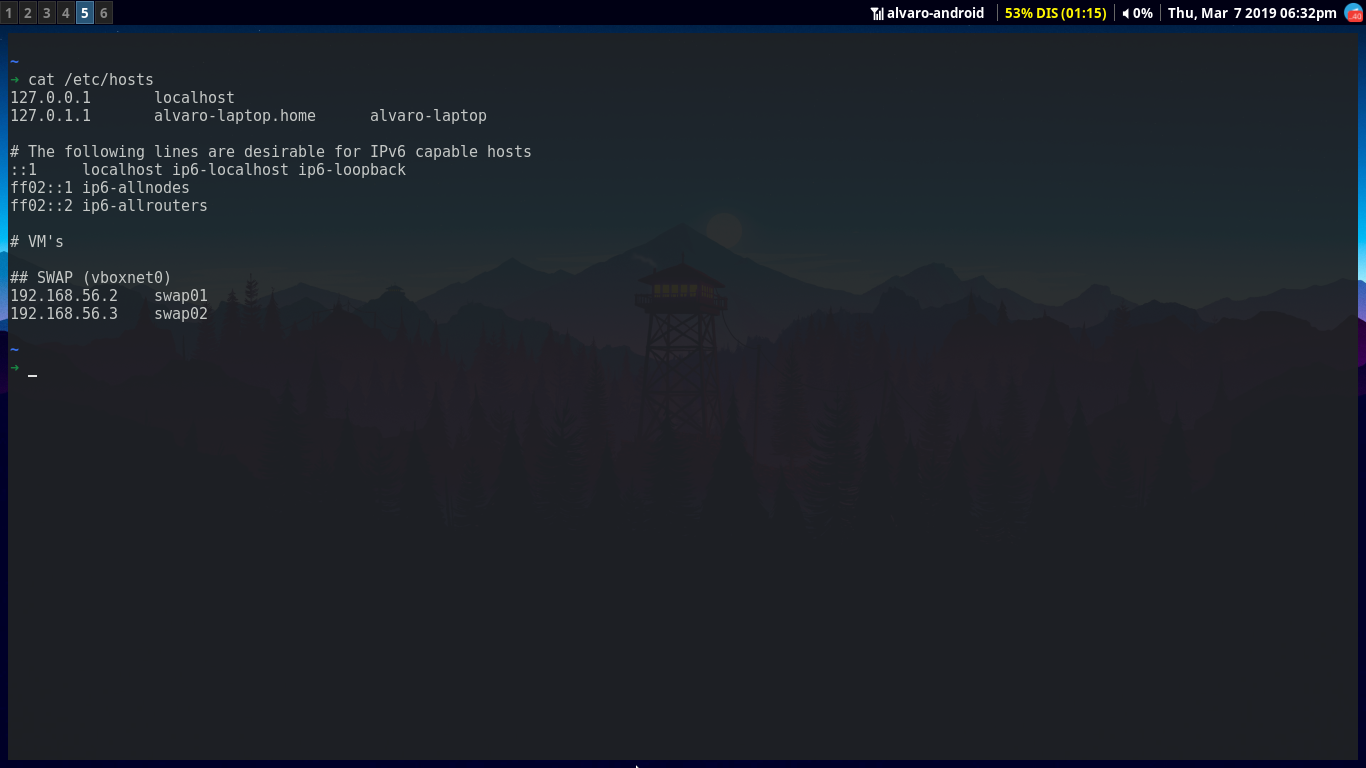 1 2 3 4 5 6 alvaro-android 53% DIS (01:15) 0% Thu, Mar 7 2019 06:32pm
~
➜ cat /etc/hosts
127.0.0.1       localhost
127.0.1.1       alvaro-laptop.home      alvaro-laptop
# The following lines are desirable for IPv6 capable hosts
::1     localhost ip6-localhost ip6-loopback
ff02::1 ip6-allnodes
ff02::2 ip6-allrouters
# VM's
## SWAP (vboxnet0)
192.168.56.2    swap01
192.168.56.3    swap02
~
➜ _